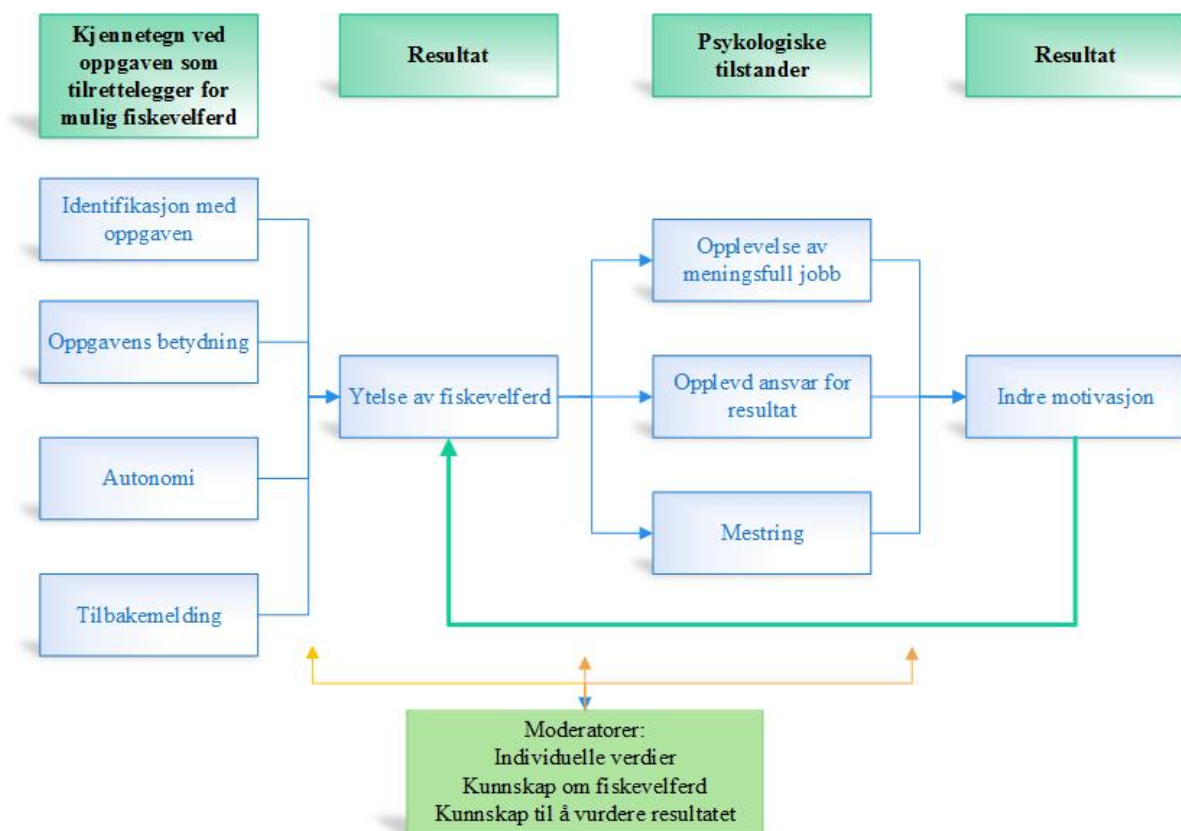 Kjennetegn ved
oppgaven som
tilrettelegger for
mulig fiskevelferd
Resultat
Psykologiske
tilstander
Resultat
Identifikasjon med
oppgaven
Oppgavens betydning
Autonomi
Tilbakemelding
Ytelse av fiskevelferd
Opplevelse av
meningsfull jobb
Opplevd ansvar for
resultat
Mestring
Indre motivasjon
Moderatorer:
Individuelle verdier
Kunnskap om fiskevelferd
Kunnskap til å vurdere resultatet